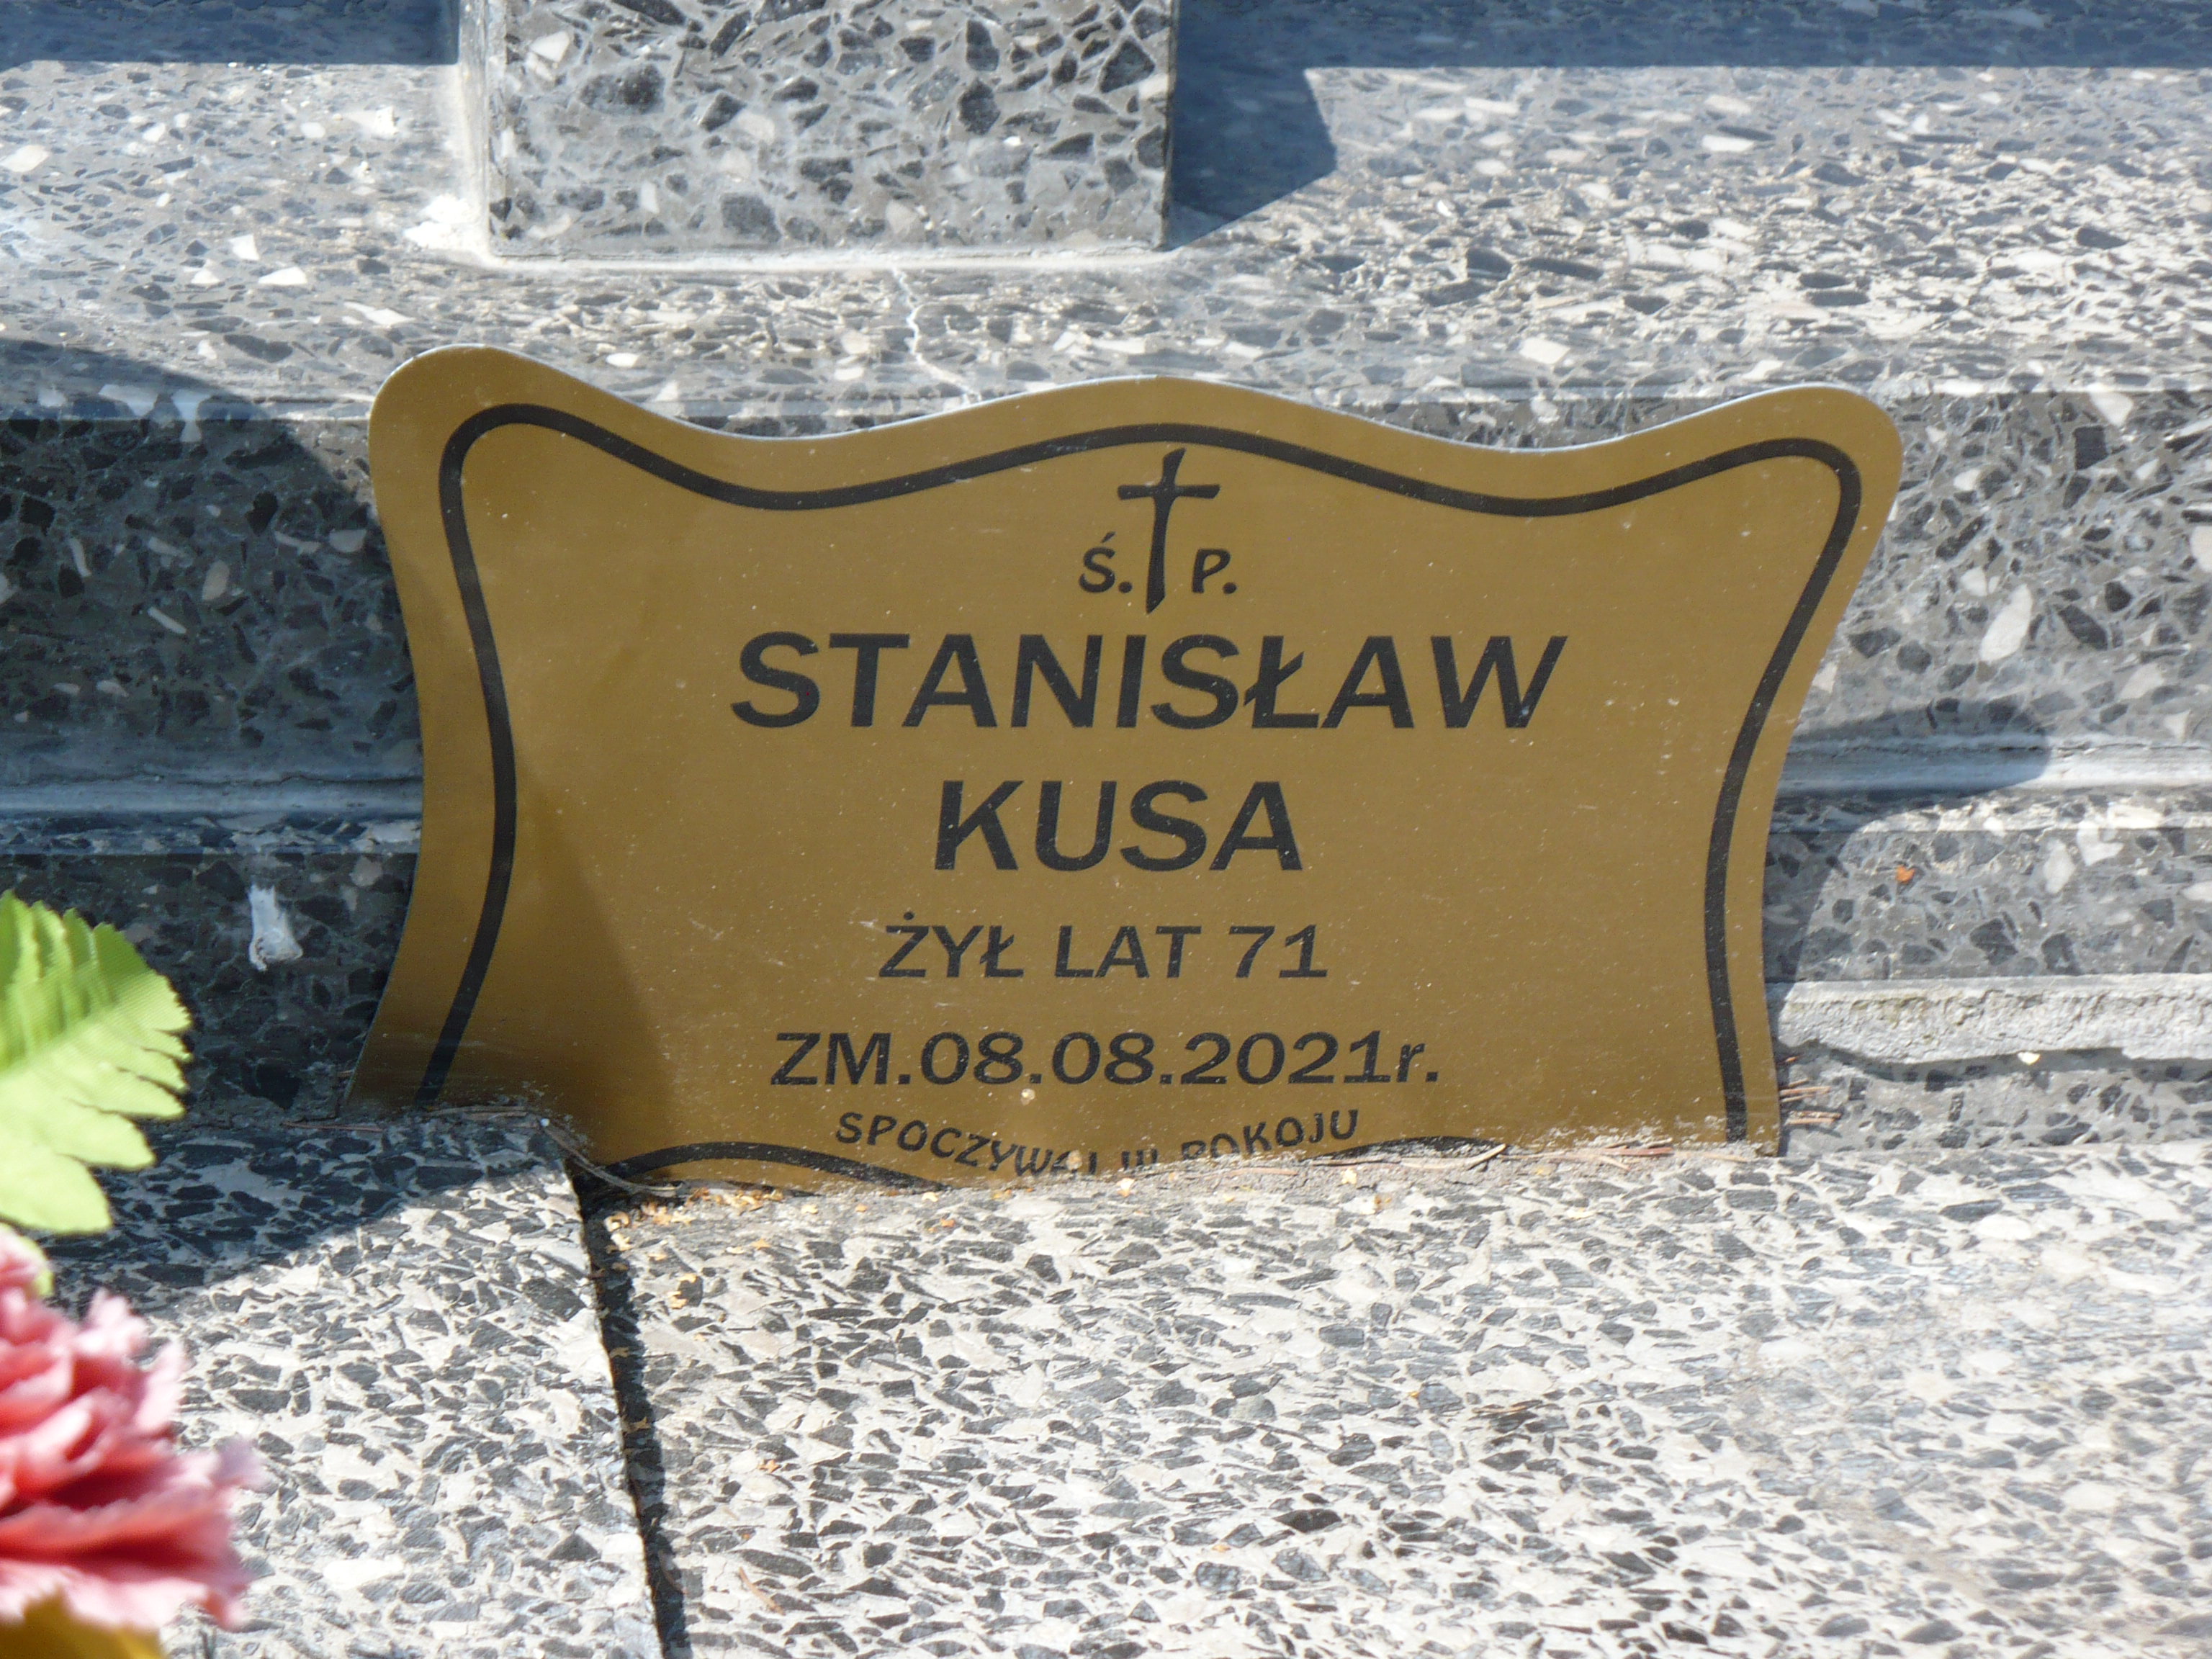 Ś. P.
STANISŁAW
KUSA
ŻYŁ LAT 71
ZM.08.08.2021r.
SPOCZYWAJ W POKOJU